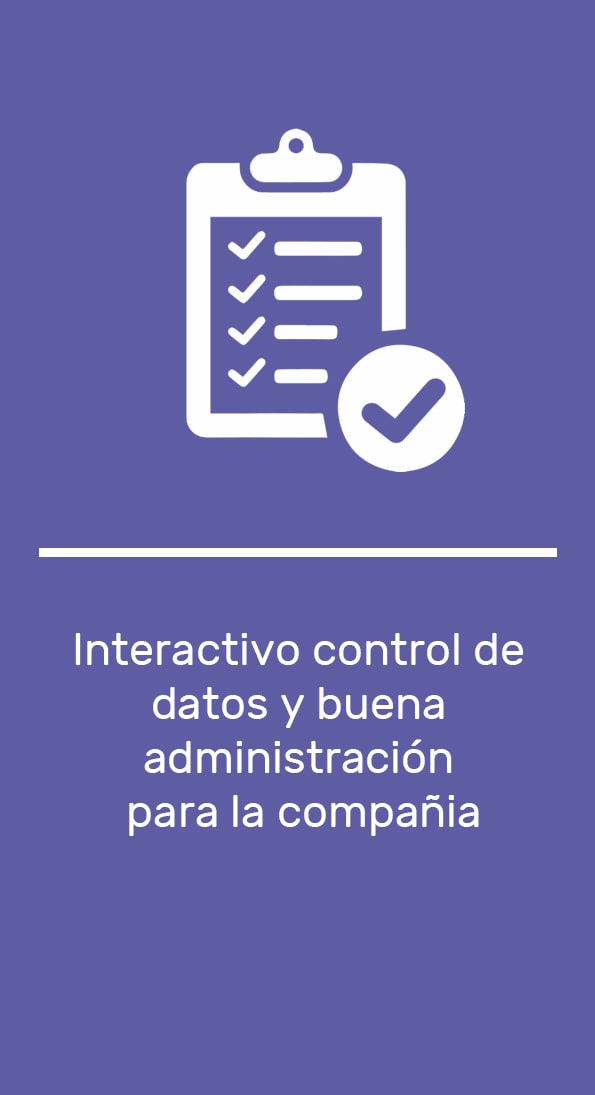 Interactivo control de
datos y buena
administración
para la compañia